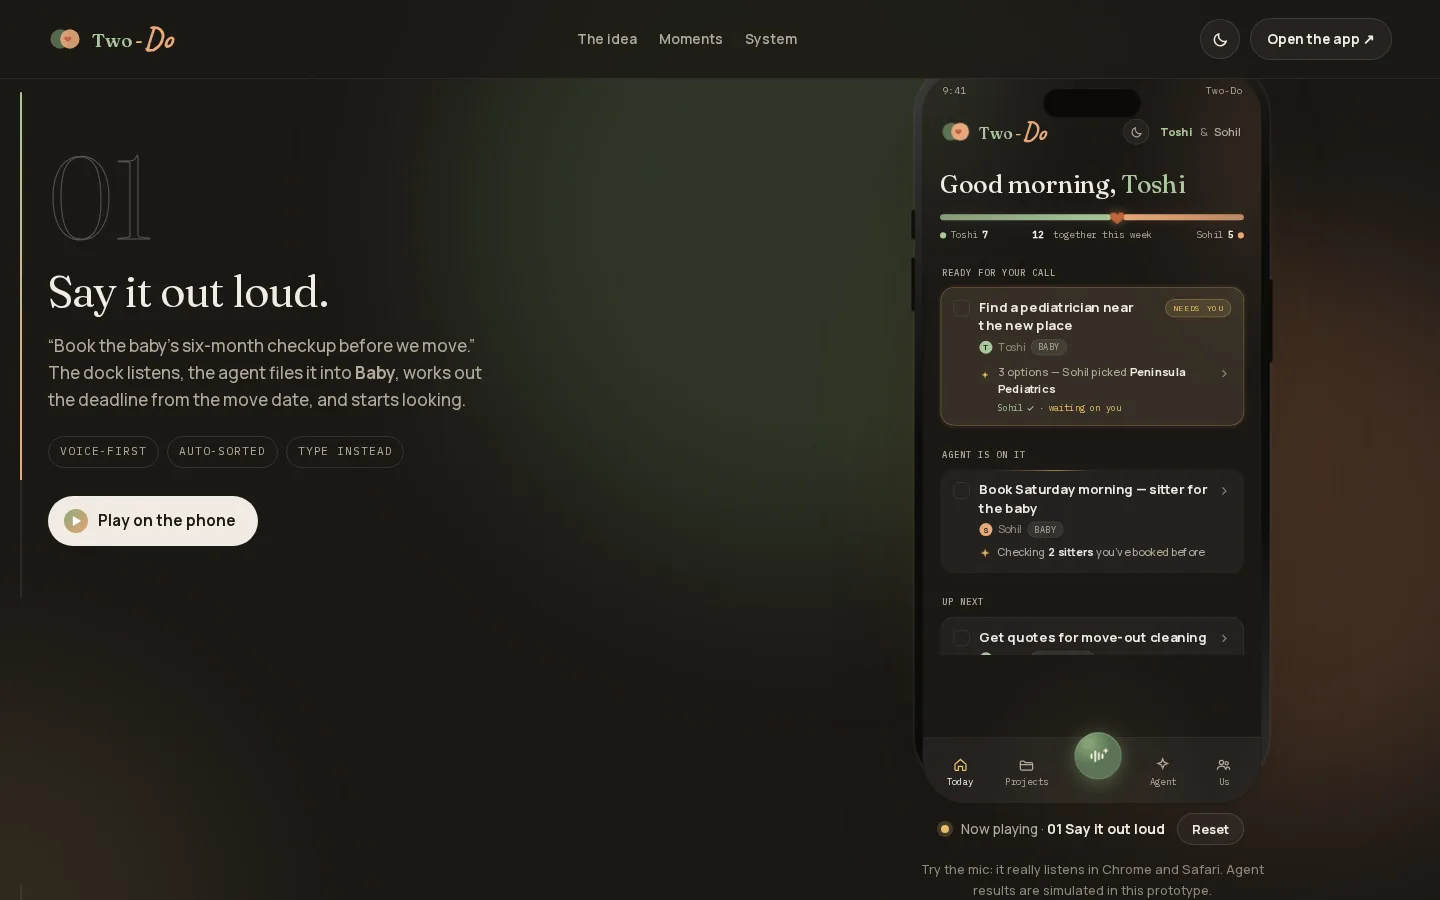 Two-Do
The idea
Moments
System
Open the app ↗
01
Say it out loud.
“Book the baby’s six-month checkup before we move.”
The dock listens, the agent files it into Baby, works out
the deadline from the move date, and starts looking.
VOICE-FIRST
AUTO-SORTED
TYPE INSTEAD
Play on the phone
9:41
Two-Do
Two-Do
Toshi & Sohil
Good morning, Toshi
Toshi 7
12 together this week
Sohil 5
READY FOR YOUR CALL
Find a pediatrician near
the new place
NEEDS YOU
T
Toshi
BABY
3 options — Sohil picked Peninsula
Pediatrics
Sohil ✓ · waiting on you
AGENT IS ON IT
Book Saturday morning — sitter for
the baby
S
Sohil
BABY
Checking 2 sitters you’ve booked before
UP NEXT
Get quotes for move-out cleaning
Today
Projects
Agent
Us
Now playing · 01 Say it out loud
Reset
Try the mic: it really listens in Chrome and Safari. Agent
results are simulated in this prototype.